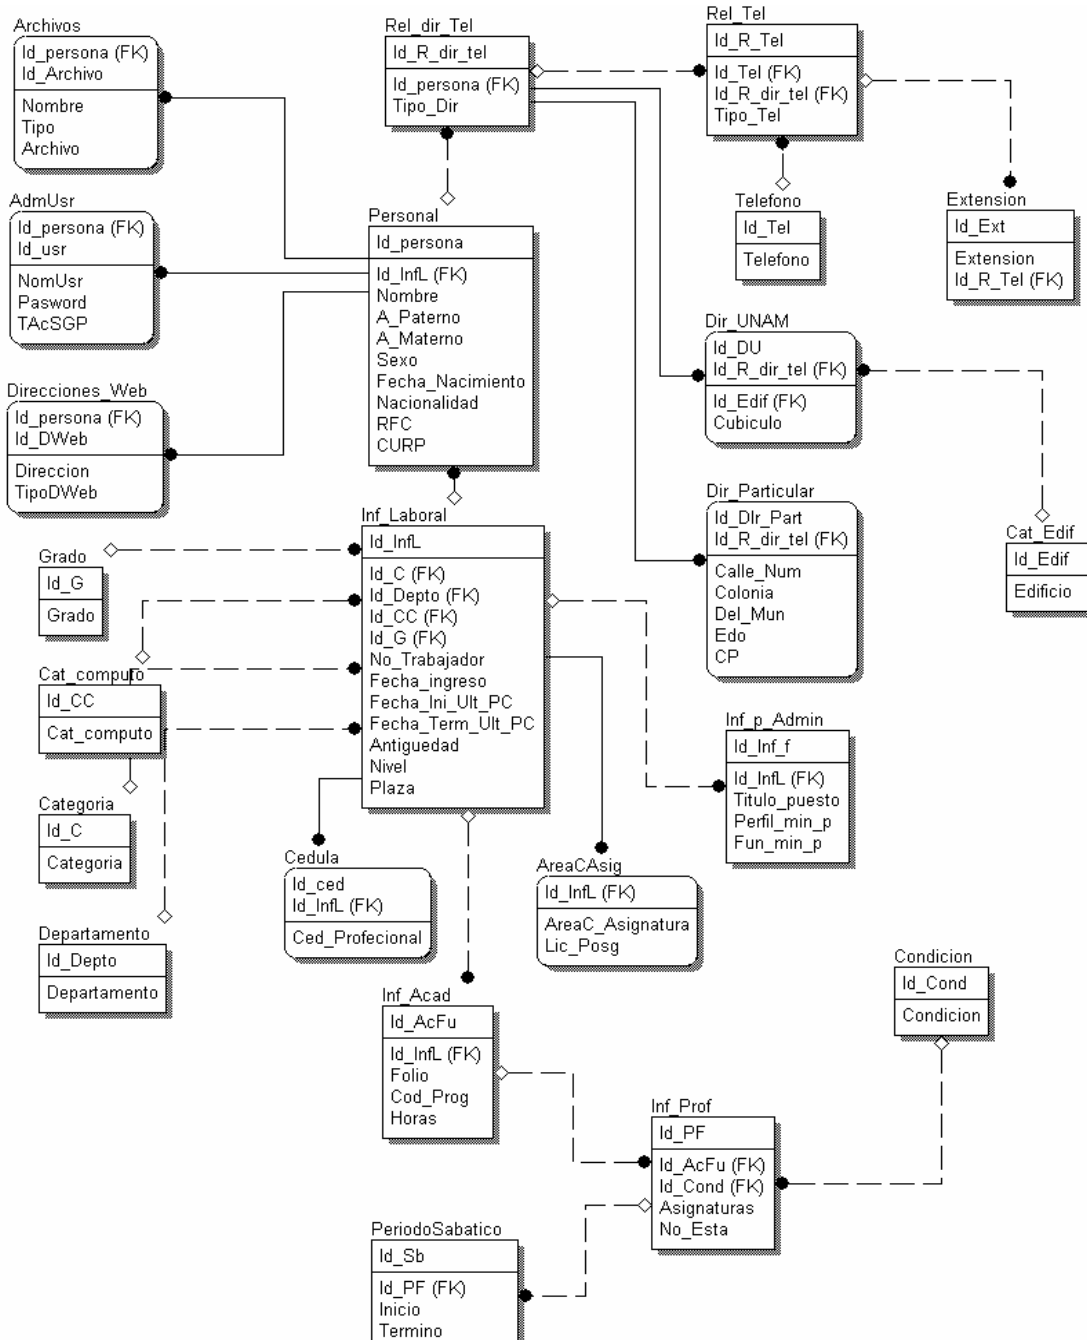 Archivos
Id_persona (FK)
Id_Archivo
Nombre
Tipo
Archivo
Rel_dir_Tel
Id_R_dir_tel
Id_persona (FK)
Tipo_Dir
Rel_Tel
Id_R_Tel
Id_Tel (FK)
Id_R_dir_tel (FK)
Tipo_Tel
AdmUsr
Id_persona (FK)
Id_usr
NomUsr
Pasword
TAcSGP
Personal
Id_persona
Id_InfL (FK)
Nombre
A_Paterno
A_Materno
Sexo
Fecha_Nacimiento
Nacionalidad
RFC
CURP
Telefono
Id_Tel
Telefono
Extension
Id_Ext
Extension
Id_R_Tel (FK)
Direcciones_Web
Id_persona (FK)
Id_DWeb
Direccion
TipoDWeb
Dir_UNAM
Id_DU
Id_R_dir_tel (FK)
Id_Edif (FK)
Cubiculo
Dir_Particular
Id_DIr_Part
Id_R_dir_tel (FK)
Calle_Num
Colonia
Del_Mun
Edo
CP
Cat_Edif
Id_Edif
Edificio
Inf_Laboral
Id_InfL
Id_C (FK)
Id_Depto (FK)
Id_CC (FK)
Id_G (FK)
No_Trabajador
Fecha_ingreso
Fecha_Ini_Ult_PC
Fecha_Term_Ult_PC
Antiguedad
Nivel
Plaza
Grado
Id_G
Grado
Cat_computo
Id_CC
Cat_computo
Categoria
Id_C
Categoria
Departamento
Id_Depto
Departamento
Inf_p_Admin
Id_Inf_f
Id_InfL (FK)
Titulo_puesto
Perfil_min_p
Fun_min_p
Cedula
Id_ced
Id_InfL (FK)
Ced_Profecional
AreaCAsig
Id_InfL (FK)
AreaC_Asignatura
Lic_Posg
Inf_Acad
Id_AcFu
Id_InfL (FK)
Folio
Cod_Prog
Horas
Condicion
Id_Cond
Condicion
Inf_Prof
Id_PF
Id_AcFu (FK)
Id_Cond (FK)
Asignaturas
No_Esta
PeriodoSabatico
Id_Sb
Id_PF (FK)
Inicio
Termino